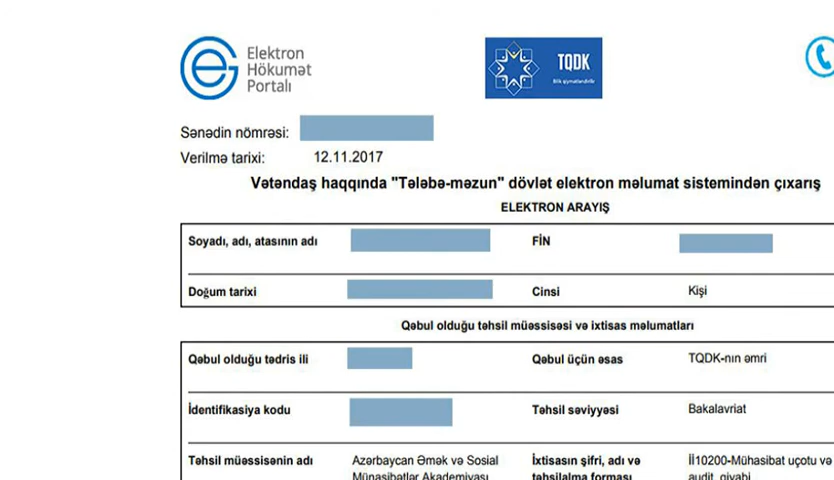 Elektron
Hökumət
Portalı
TQDK
Bilik qiymətləndirilir
Sənədin nömrəsi:
Verilmə tarixi: 12.11.2017
Vətəndaş haqqında "Tələbə-məzun" dövlət elektron məlumat sistemindən çıxarış
ELEKTRON ARAYIŞ
Soyadı, adı, atasının adı FİN
Doğum tarixi Cinsi Kişi
Qəbul olduğu təhsil müəssisəsi və ixtisas məlumatları
Qəbul olduğu tədris ili Qəbul üçün əsas TQDK-nın əmri
İdentifikasiya kodu Təhsil səviyyəsi Bakalavriat
Təhsil müəssisənin adı Azərbaycan Əmək və Sosial İxtisasın şifri, adı və İİ10200-Mühasibat uçotu və
Münasibətlər Akademiyası təhsilalma forması audit, qiyabi